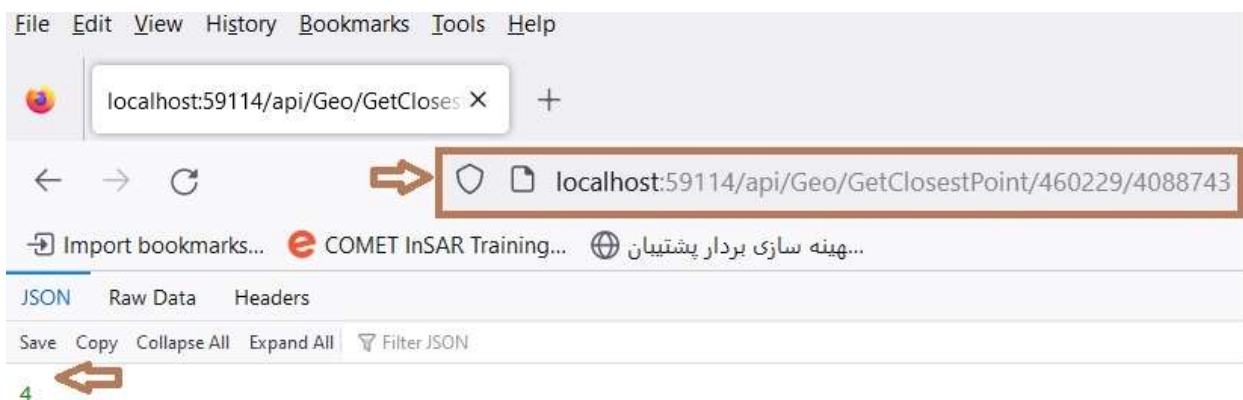 File Edit View History Bookmarks Tools Help
localhost:59114/api/Geo/GetCloses
localhost:59114/api/Geo/GetClosestPoint/460229/4088743
Import bookmarks... COMET InSAR Training... هینه سازی بردار پشتیبان...
JSON Raw Data Headers
Save Copy Collapse All Expand All Filter JSON
4